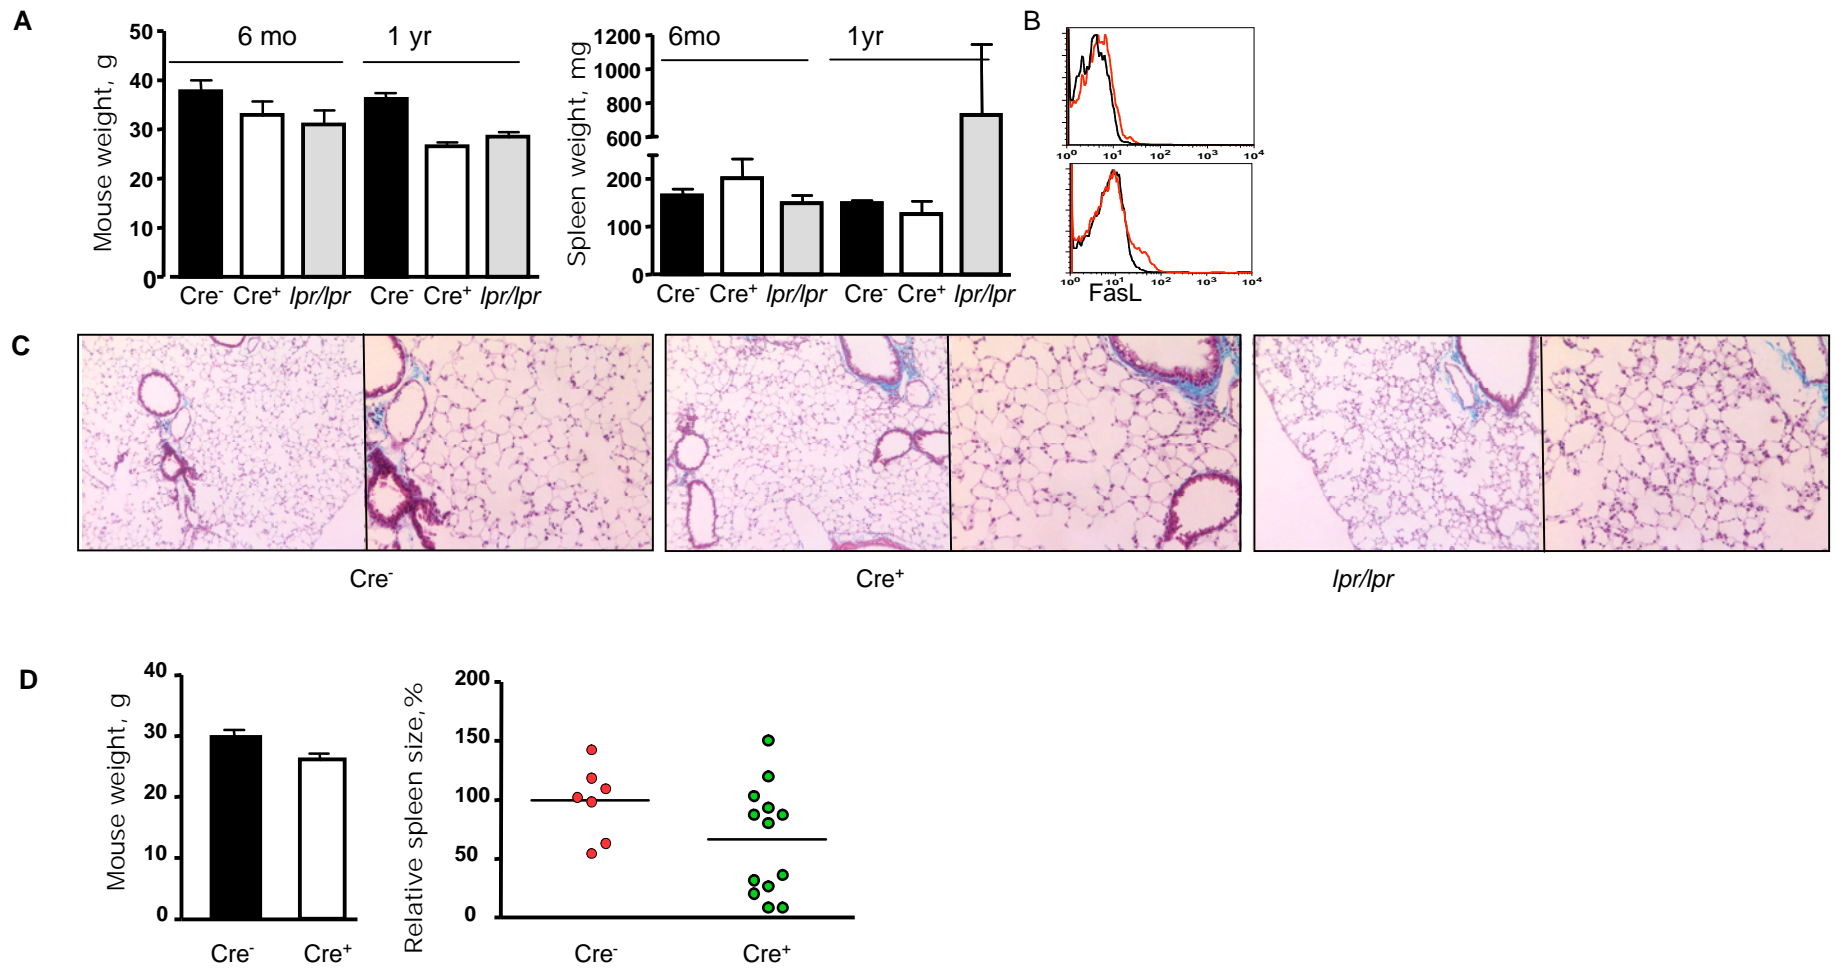 A
Mouse weight, g
50
40
30
20
10
0
6 mo
1 yr
Cre-
Cre+
lpr/lpr
Cre-
Cre+
lpr/lpr
Spleen weight, mg
1200
1000
800
600
200
100
0
6mo
1yr
Cre-
Cre+
lpr/lpr
Cre-
Cre+
lpr/lpr
B
10⁰ 10¹ 10² 10³ 10⁴
10⁰ 10¹ 10² 10³ 10⁴
FasL
C
Cre-
Cre+
lpr/lpr
D
Mouse weight, g
40
30
20
10
0
Cre-
Cre+
Relative spleen size,%
200
150
100
50
0
Cre-
Cre+